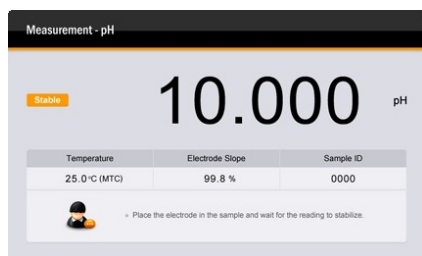 Measurement - pH
Stable
10.000 pH
Temperature Electrode Slope Sample ID
25.0 °C (MTC) 99.8 % 0000
Place the electrode in the sample and wait for the reading to stabilize.